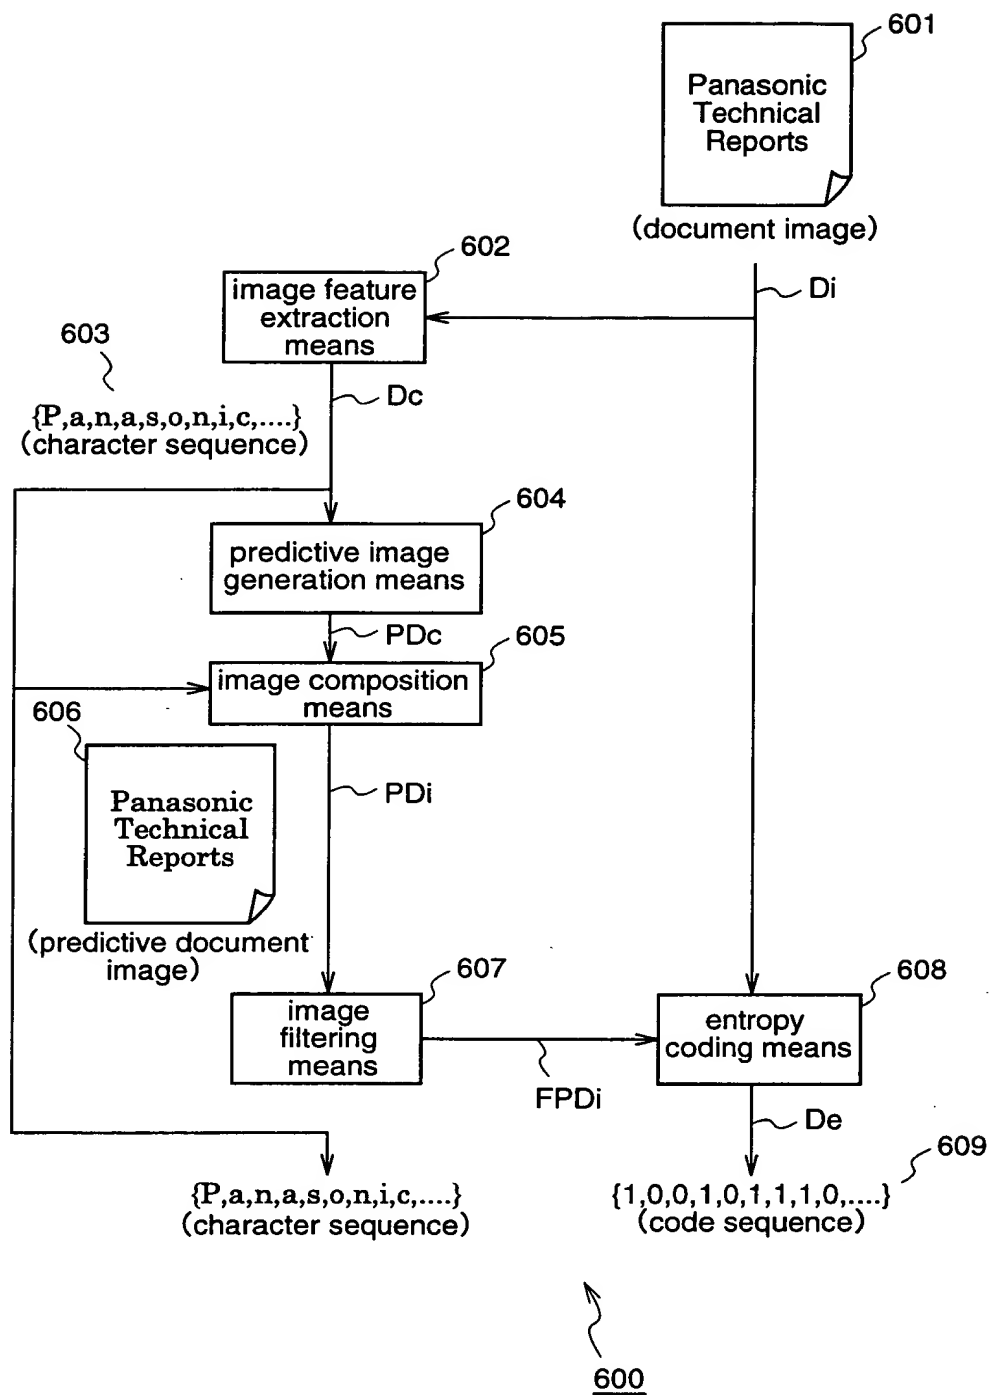 601
Panasonic
Technical
Reports
(document image)
602
Di
image feature
extraction
means
603
Dc
{P,a,n,a,s,o,n,i,c,....}
(character sequence)
604
predictive image
generation means
PDc
605
image composition
means
606
PDi
Panasonic
Technical
Reports
(predictive document
image)
607
608
image
filtering
means
entropy
coding means
FPDi
De
609
{P,a,n,a,s,o,n,i,c,....}
(character sequence)
{1,0,0,1,0,1,1,1,0,....}
(code sequence)
600